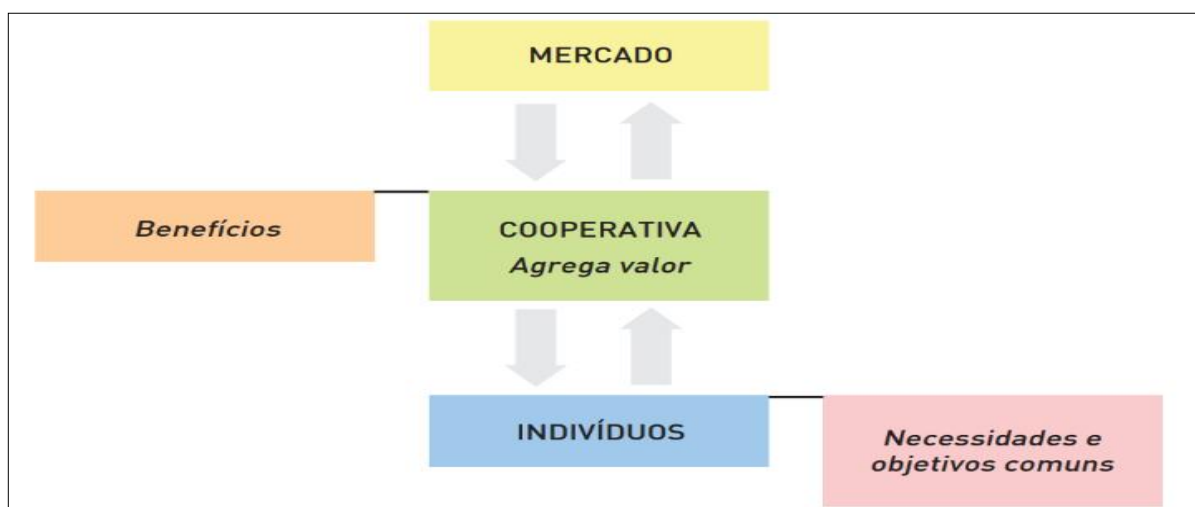 MERCADO
Benefícios
COOPERATIVA
Agrega valor
INDIVÍDUOS
Necessidades e
objetivos comuns